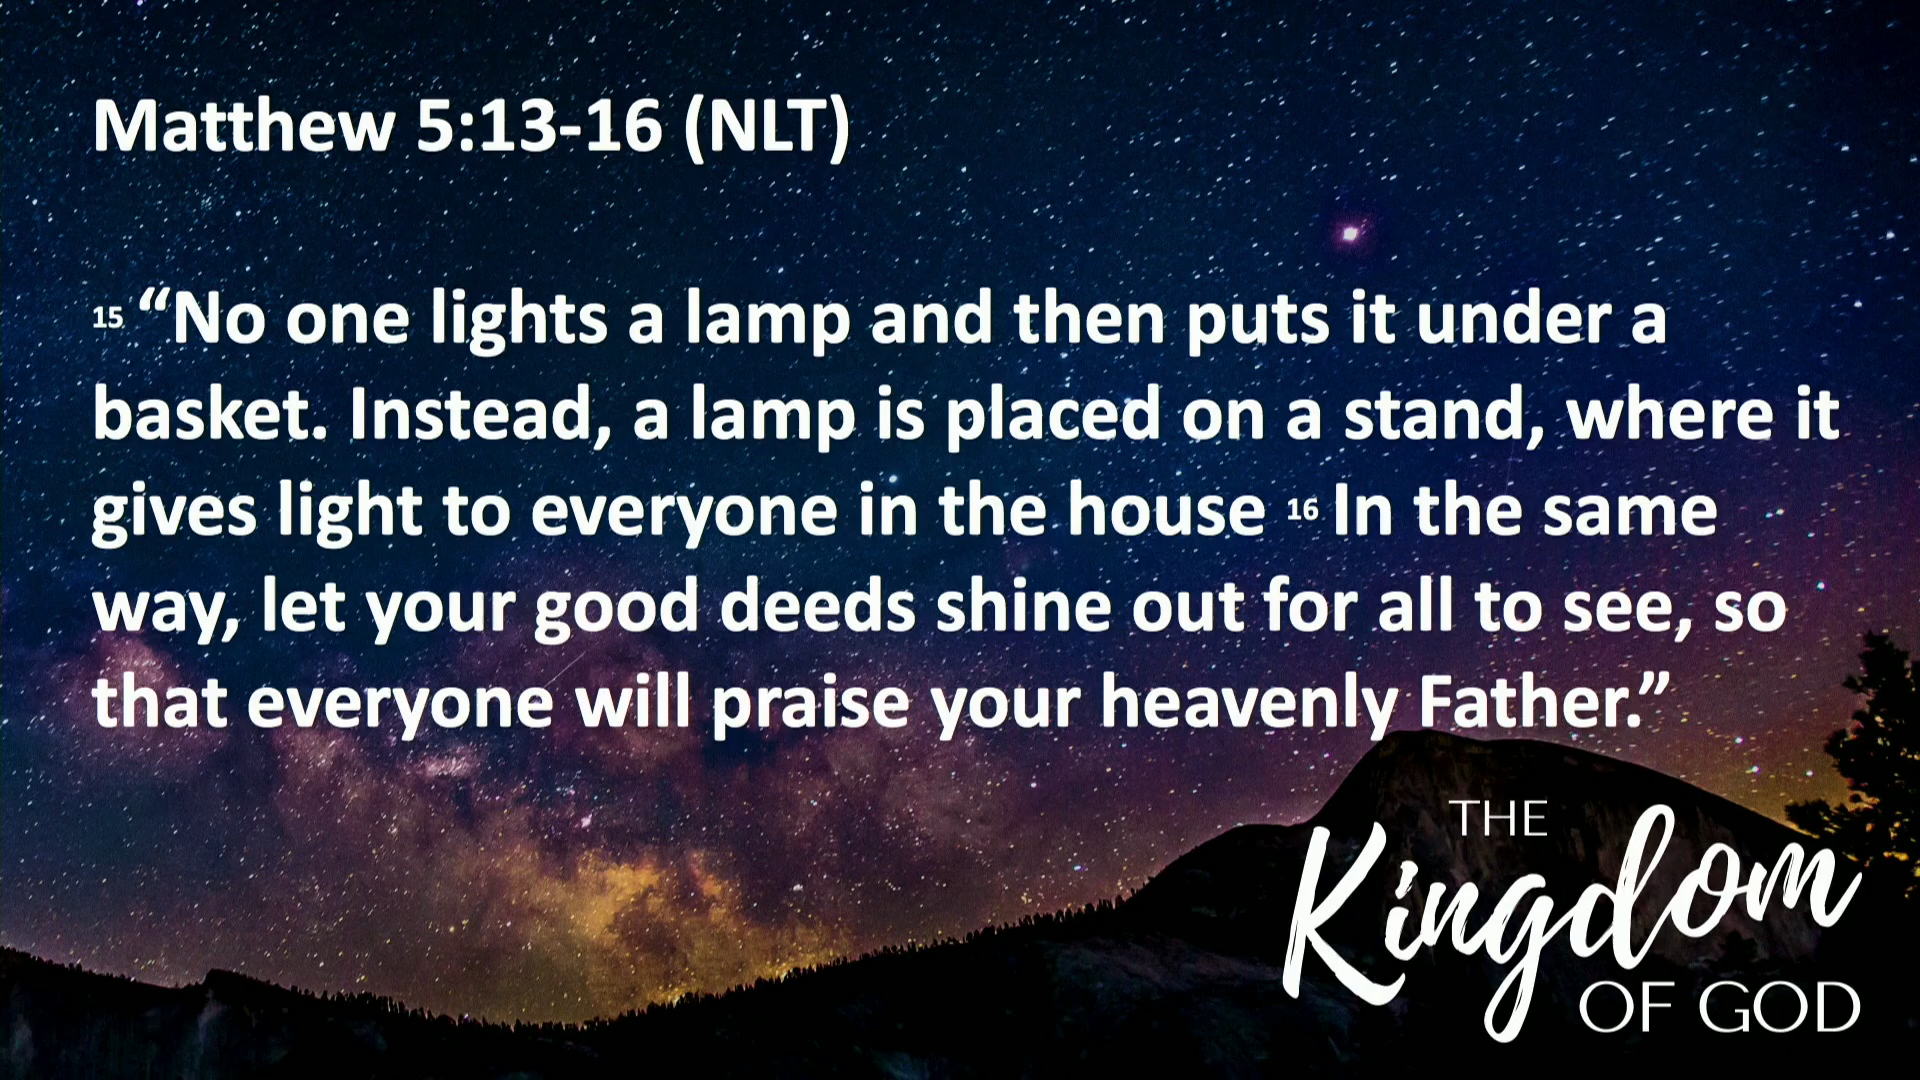 Matthew 5:13-16 (NLT)
15 “No one lights a lamp and then puts it under a
basket. Instead, a lamp is placed on a stand, where it
gives light to everyone in the house 16 In the same
way, let your good deeds shine out for all to see, so
that everyone will praise your heavenly Father.”
THE
Kingdom
OF GOD